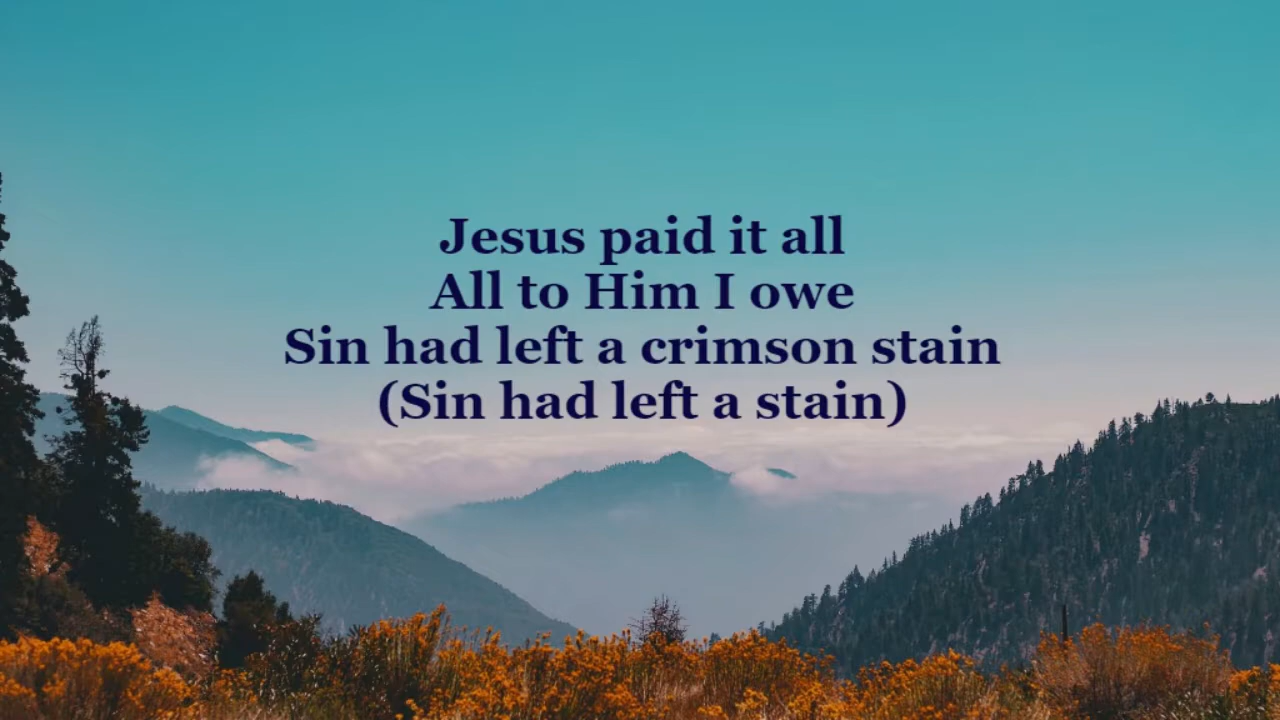 Jesus paid it all
All to Him I owe
Sin had left a crimson stain
(Sin had left a stain)